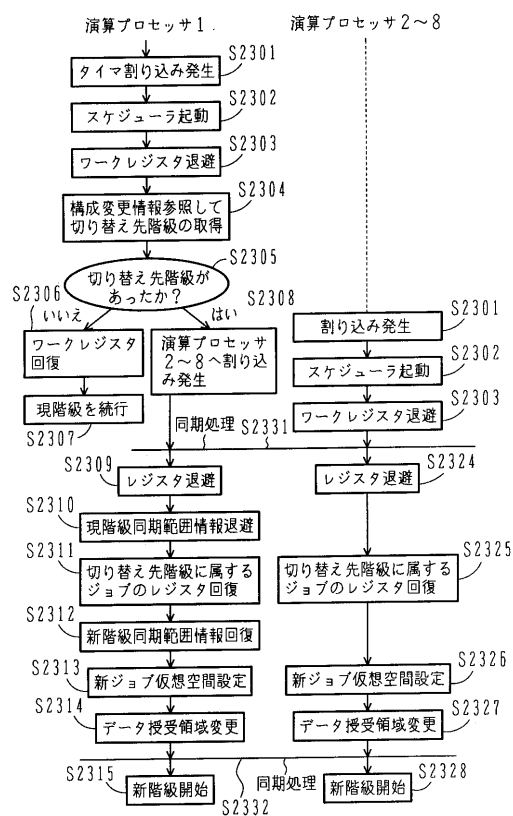 演算プロセッサ1.
演算プロセッサ2～8
S2301
タイマ割り込み発生
S2302
スケジューラ起動
S2303
ワークレジスタ退避
S2304
構成変更情報参照して
切り替え先階級の取得
S2305
切り替え先階級が
あったか？
S2306
いいえ
ワークレジスタ
回復
現階級を続行
S2307
はい
S2308
演算プロセッサ
2～8へ割り込
み発生
S2301
割り込み発生
S2302
スケジューラ起動
S2303
ワークレジスタ退避
同期処理
S2331
S2309
レジスタ退避
S2324
レジスタ退避
S2310
現階級同期範囲情報退避
S2311
切り替え先階級に属する
ジョブのレジスタ回復
S2325
切り替え先階級に属する
ジョブのレジスタ回復
S2312
新階級同期範囲情報回復
S2313
新ジョブ仮想空間設定
S2326
新ジョブ仮想空間設定
S2314
データ授受領域変更
S2327
データ授受領域変更
S2315
新階級開始
S2332
同期処理
S2328
新階級開始